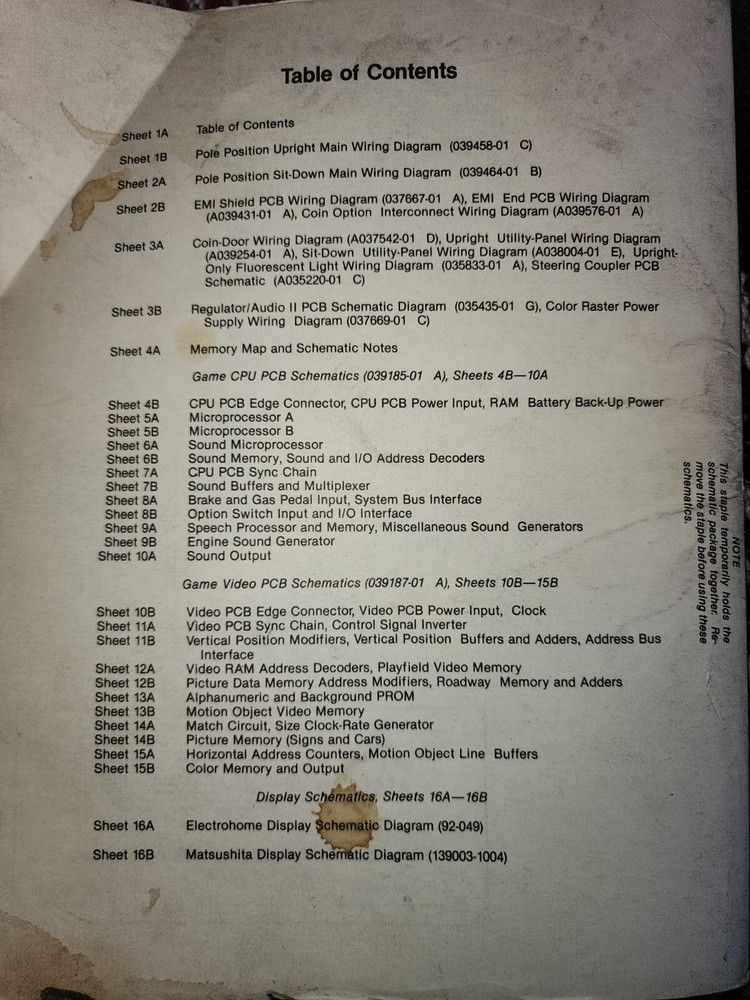 Table of Contents
Sheet 1A Table of Contents
Sheet 1B Pole Position Upright Main Wiring Diagram (039458-01 C)
Sheet 2A Pole Position Sit-Down Main Wiring Diagram (039464-01 B)
Sheet 2B EMI Shield PCB Wiring Diagram (037667-01 A), EMI End PCB Wiring Diagram
(A039431-01 A), Coin Option Interconnect Wiring Diagram (A039576-01 A)
Sheet 3A Coin-Door Wiring Diagram (A037542-01 D), Upright Utility-Panel Wiring Diagram
(A039254-01 A), Sit-Down Utility-Panel Wiring Diagram (A038004-01 E), Upright-
Only Fluorescent Light Wiring Diagram (035833-01 A), Steering Coupler PCB
Schematic (A035220-01 C)
Sheet 3B Regulator/Audio II PCB Schematic Diagram (035435-01 G), Color Raster Power
Supply Wiring Diagram (037669-01 C)
Sheet 4A Memory Map and Schematic Notes
Game CPU PCB Schematics (039185-01 A), Sheets 4B—10A
Sheet 4B CPU PCB Edge Connector, CPU PCB Power Input, RAM Battery Back-Up Power
Sheet 5A Microprocessor A
Sheet 5B Microprocessor B
Sheet 6A Sound Microprocessor
Sheet 6B Sound Memory, Sound and I/O Address Decoders
Sheet 7A CPU PCB Sync Chain
Sheet 7B Sound Buffers and Multiplexer
Sheet 8A Brake and Gas Pedal Input, System Bus Interface
Sheet 8B Option Switch Input and I/O Interface
Sheet 9A Speech Processor and Memory, Miscellaneous Sound Generators
Sheet 9B Engine Sound Generator
Sheet 10A Sound Output
Game Video PCB Schematics (039187-01 A), Sheets 10B—15B
Sheet 10B Video PCB Edge Connector, Video PCB Power Input, Clock
Sheet 11A Video PCB Sync Chain, Control Signal Inverter
Sheet 11B Vertical Position Modifiers, Vertical Position Buffers and Adders, Address Bus
Interface
Sheet 12A Video RAM Address Decoders, Playfield Video Memory
Sheet 12B Picture Data Memory Address Modifiers, Roadway Memory and Adders
Sheet 13A Alphanumeric and Background PROM
Sheet 13B Motion Object Video Memory
Sheet 14A Match Circuit, Size Clock-Rate Generator
Sheet 14B Picture Memory (Signs and Cars)
Sheet 15A Horizontal Address Counters, Motion Object Line Buffers
Sheet 15B Color Memory and Output
Display Schematics, Sheets 16A—16B
Sheet 16A Electrohome Display Schematic Diagram (92-049)
Sheet 16B Matsushita Display Schematic Diagram (139003-1004)
NOTE
This staple temporarily holds the
schematic package together. Re-
move the staple before using these
schematics.